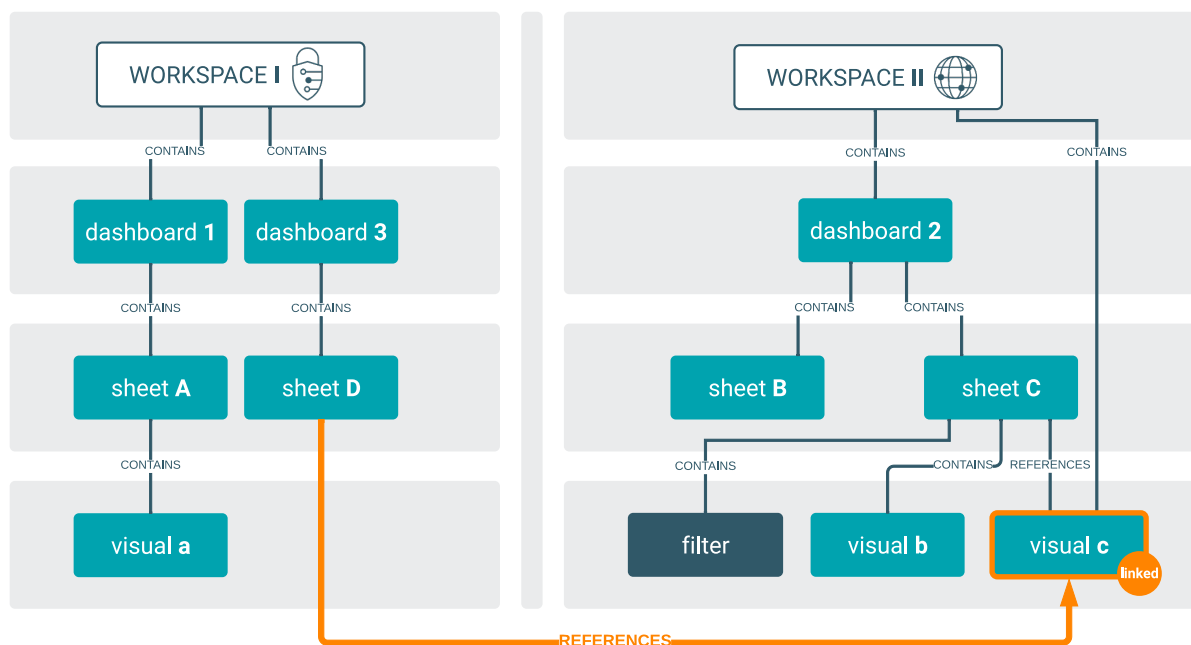 WORKSPACE I
WORKSPACE II
CONTAINS
CONTAINS
CONTAINS
CONTAINS
dashboard 1
dashboard 3
dashboard 2
CONTAINS
CONTAINS
CONTAINS
CONTAINS
sheet A
sheet D
sheet B
sheet C
CONTAINS
CONTAINS
CONTAINS
REFERENCES
visual a
filter
visual b
visual c
linked
REFERENCES